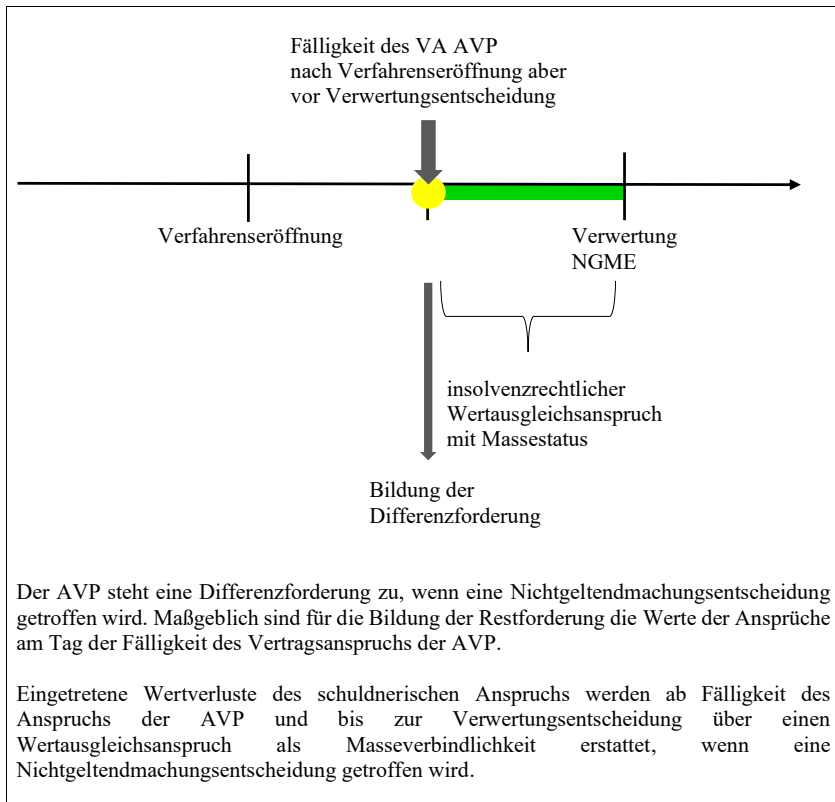 Fälligkeit des VA AVP
nach Verfahrenseröffnung aber
vor Verwertungsentscheidung
Verfahrenseröffnung
Verwertung
NGME
insolvenzrechtlicher
Wertausgleichsanspruch
mit Massestatus
Bildung der
Differenzforderung
Der AVP steht eine Differenzforderung zu, wenn eine Nichtgeltendmachungsentscheidung
getroffen wird. Maßgeblich sind für die Bildung der Restforderung die Werte der Ansprüche
am Tag der Fälligkeit des Vertragsanspruchs der AVP.
Eingetretene Wertverluste des schuldnerischen Anspruchs werden ab Fälligkeit des
Anspruchs der AVP und bis zur Verwertungsentscheidung über einen
Wertausgleichsanspruch als Masseverbindlichkeit erstattet, wenn eine
Nichtgeltendmachungsentscheidung getroffen wird.